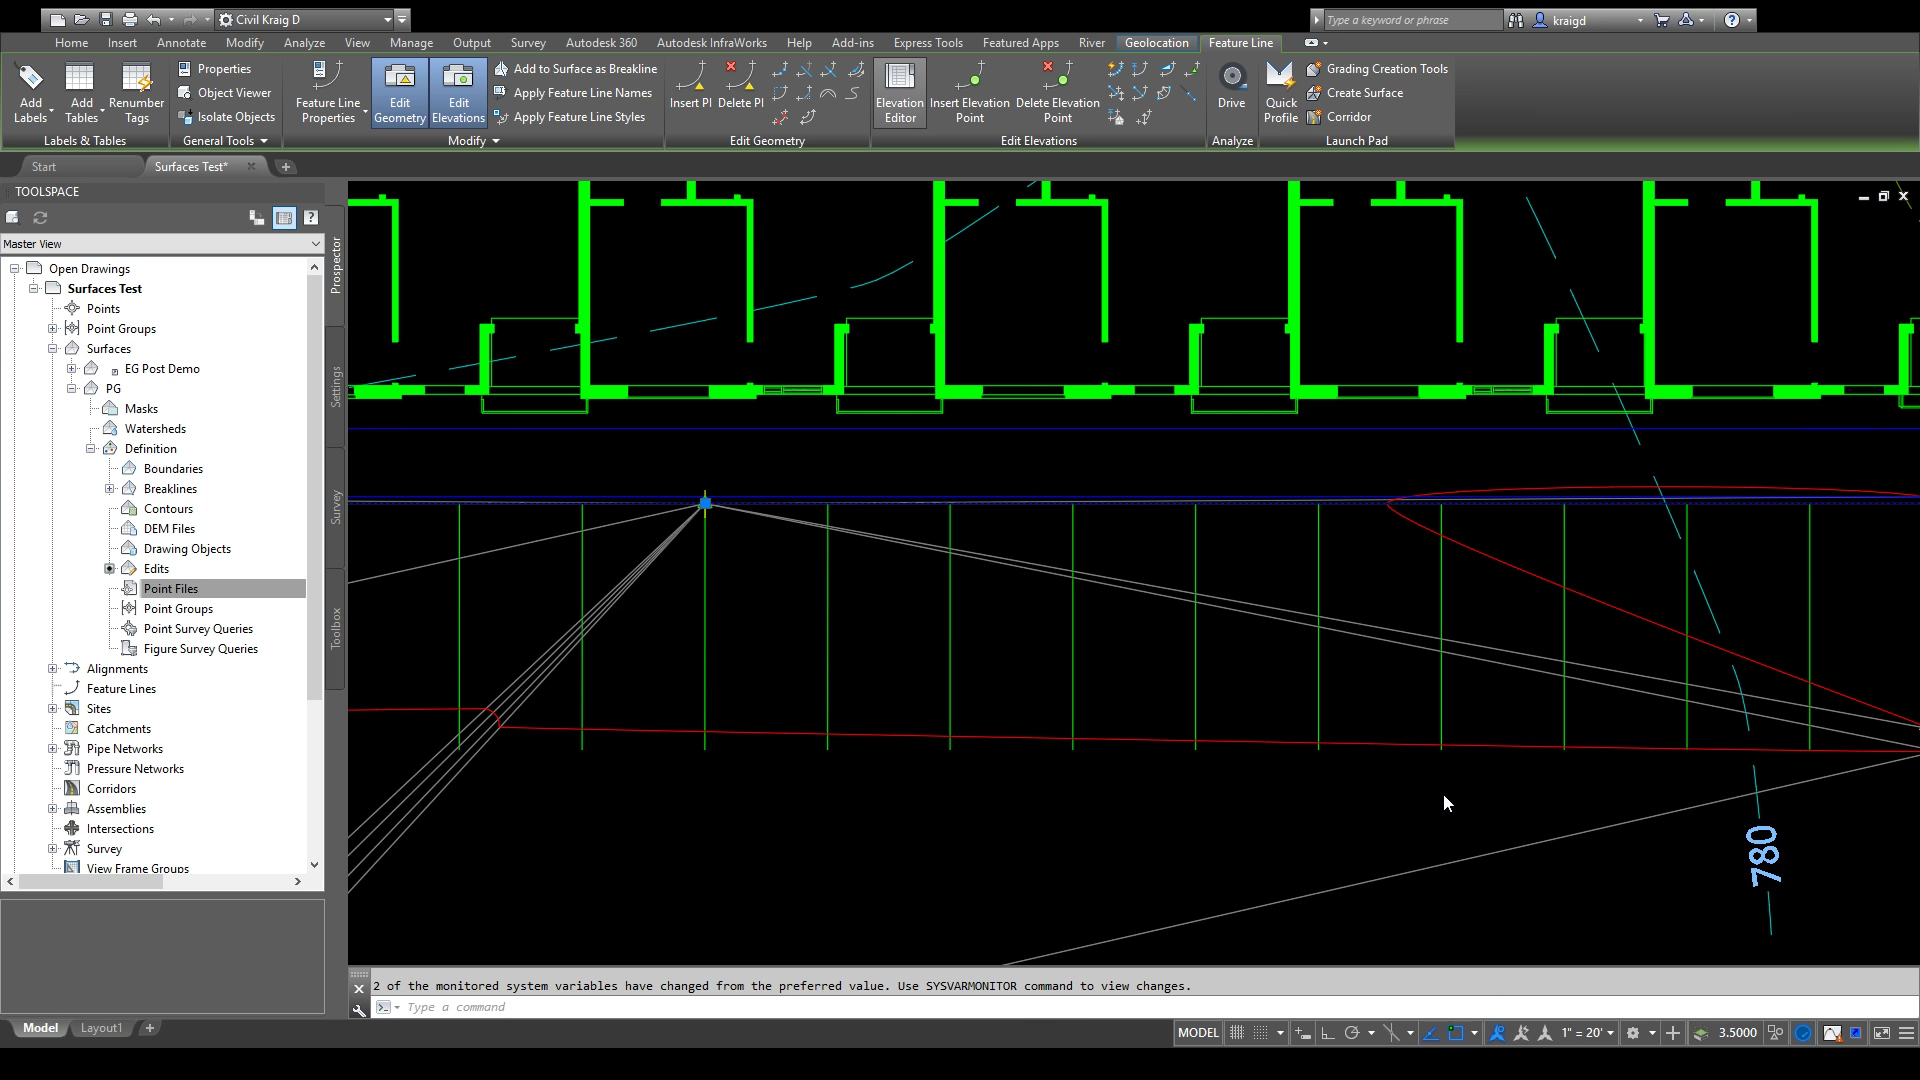 Civil Kraig D
Type a keyword or phrase
kraigd
Home Insert Annotate Modify Analyze View Manage Output Survey Autodesk 360 Autodesk InfraWorks Help Add-ins Express Tools Featured Apps River Geolocation Feature Line
Add Labels
Add Tables
Renumber Tags
Properties
Object Viewer
Isolate Objects
Feature Line Properties
Edit Geometry
Edit Elevations
Add to Surface as Breakline
Apply Feature Line Names
Apply Feature Line Styles
Insert PI
Delete PI
Elevation Editor
Insert Elevation Point
Delete Elevation Point
Drive
Quick Profile
Grading Creation Tools
Create Surface
Corridor
Labels & Tables General Tools Modify Edit Geometry Edit Elevations Analyze Launch Pad
Start
Surfaces Test*
TOOLSPACE
Master View
Open Drawings
Surfaces Test
Points
Point Groups
Surfaces
EG Post Demo
PG
Masks
Watersheds
Definition
Boundaries
Breaklines
Contours
DEM Files
Drawing Objects
Edits
Point Files
Point Groups
Point Survey Queries
Figure Survey Queries
Alignments
Feature Lines
Sites
Catchments
Pipe Networks
Pressure Networks
Corridors
Assemblies
Intersections
Survey
View Frame Groups
Prospector
Settings
Survey
Toolbox
780
2 of the monitored system variables have changed from the preferred value. Use SYSVARMONITOR command to view changes.
Type a command
Model Layout1
MODEL
1" = 20'
3.5000